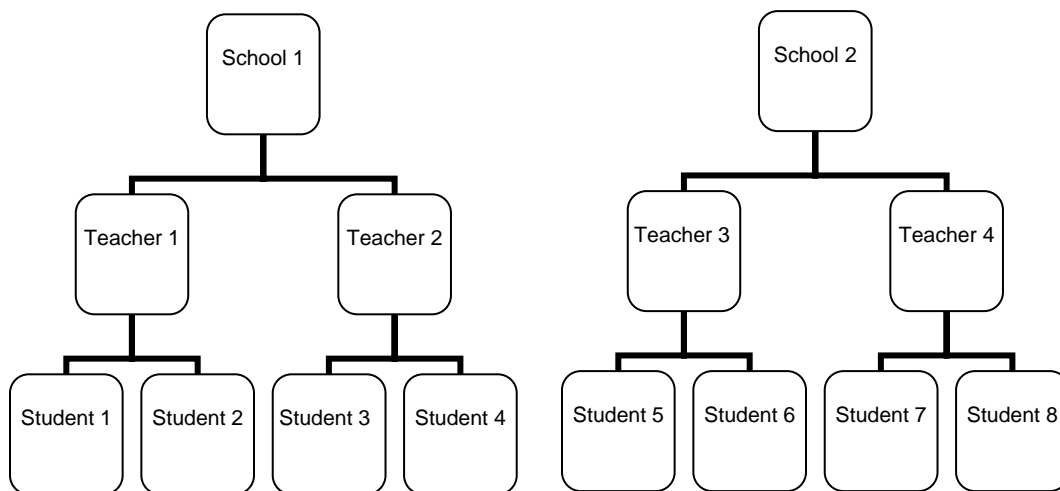 School 1
School 2
Teacher 1
Teacher 2
Teacher 3
Teacher 4
Student 1
Student 2
Student 3
Student 4
Student 5
Student 6
Student 7
Student 8